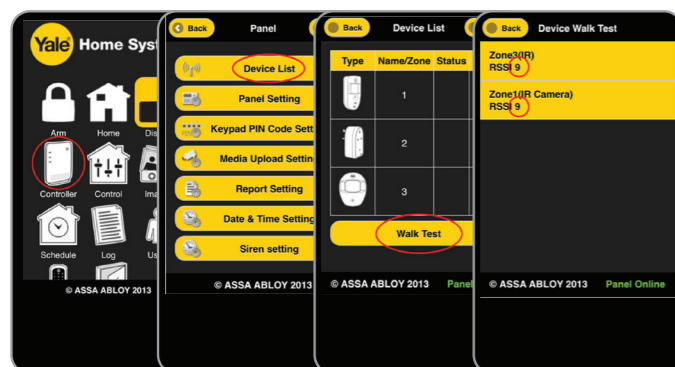 Yale Home Sys
Arm
Home
Dis
Controller
Control
Ima
Schedule
Log
Us
© ASSA ABLOY 2013
Back
Panel
Device List
Panel Setting
Keypad PIN Code Sett
Media Upload Settin
Report Setting
Date & Time Setting
Siren setting
© ASSA ABLOY 2013
Back
Device List
Type Name/Zone Status
1
2
3
Walk Test
© ASSA ABLOY 2013 Pane
Back
Device Walk Test
Zone3(IR)
RSSI 9
Zone1(IR Camera)
RSSI 9
© ASSA ABLOY 2013 Panel Online